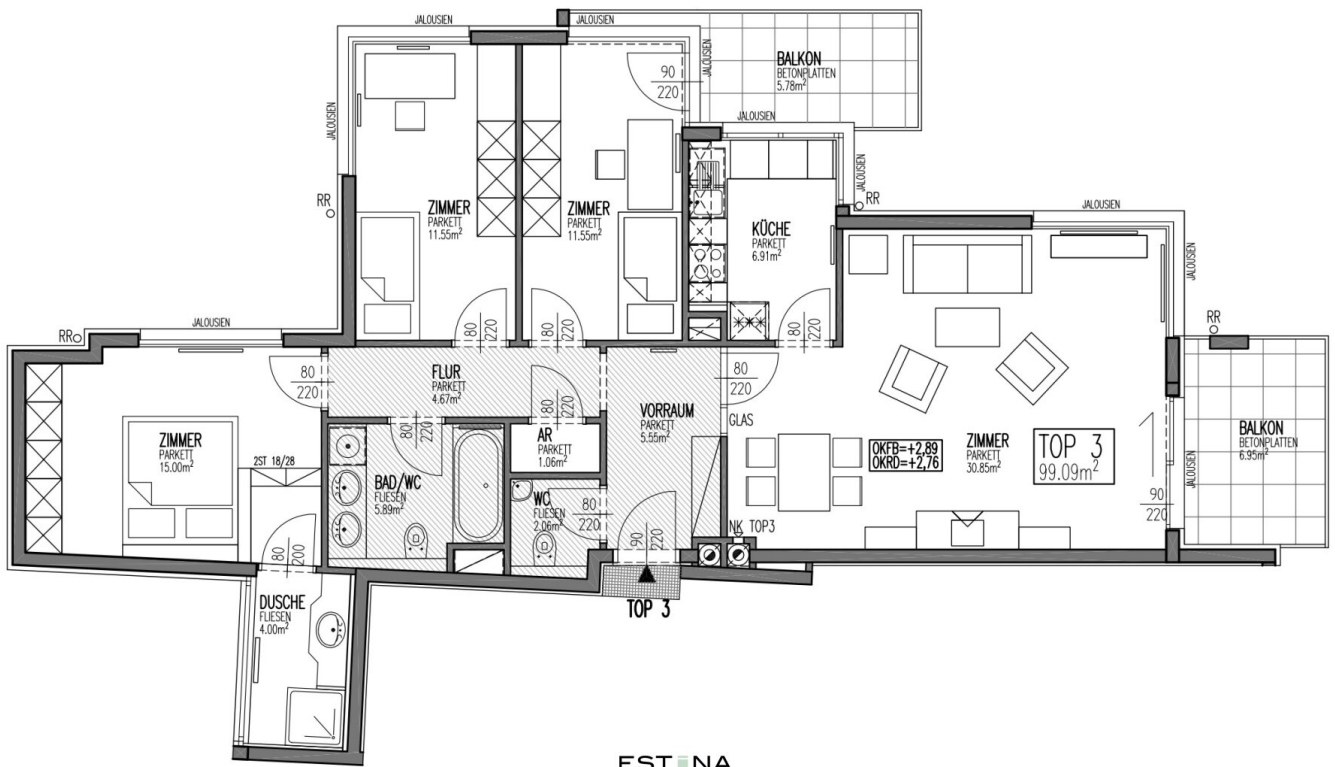 JALOUSIEN
JALOUSIEN
JALOUSIEN
JALOUSIEN
BALKON
BETONPLATTEN
5.78m²
90
220
JALOUSIEN
JALOUSIEN
RR
RR
JALOUSIEN
ZIMMER
PARKETT
11.55m²
ZIMMER
PARKETT
11.55m²
KÜCHE
PARKETT
6.91m²
JALOUSIEN
RR
RR
JALOUSIEN
80
220
80
220
80
220
80
220
FLUR
PARKETT
4.67m²
80
220
80
220
80
220
GLAS
VORRAUM
PARKETT
5.55m²
ZIMMER
PARKETT
15.00m²
2ST 18/28
AR
PARKETT
1.06m²
BAD/WC
FLIESEN
5.89m²
WC
FLIESEN
2.06m²
80
220
OKFB=+2,89
OKRD=+2,76
ZIMMER
PARKETT
30.85m²
TOP 3
99.09m²
BALKON
BETONPLATTEN
6.95m²
JALOUSIEN
90
220
NK TOP3
90
220
80
200
TOP 3
DUSCHE
FLIESEN
4.00m²